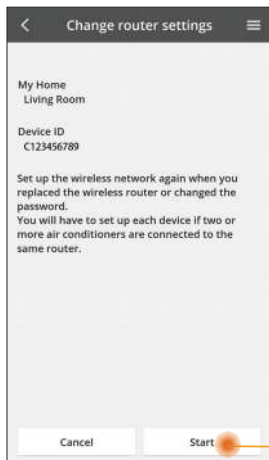 Change router settings
My Home
Living Room
Device ID
C123456789
Set up the wireless network again when you
replaced the wireless router or changed the
password.
You will have to set up each device if two or
more air conditioners are connected to the
same router.
Cancel
Start